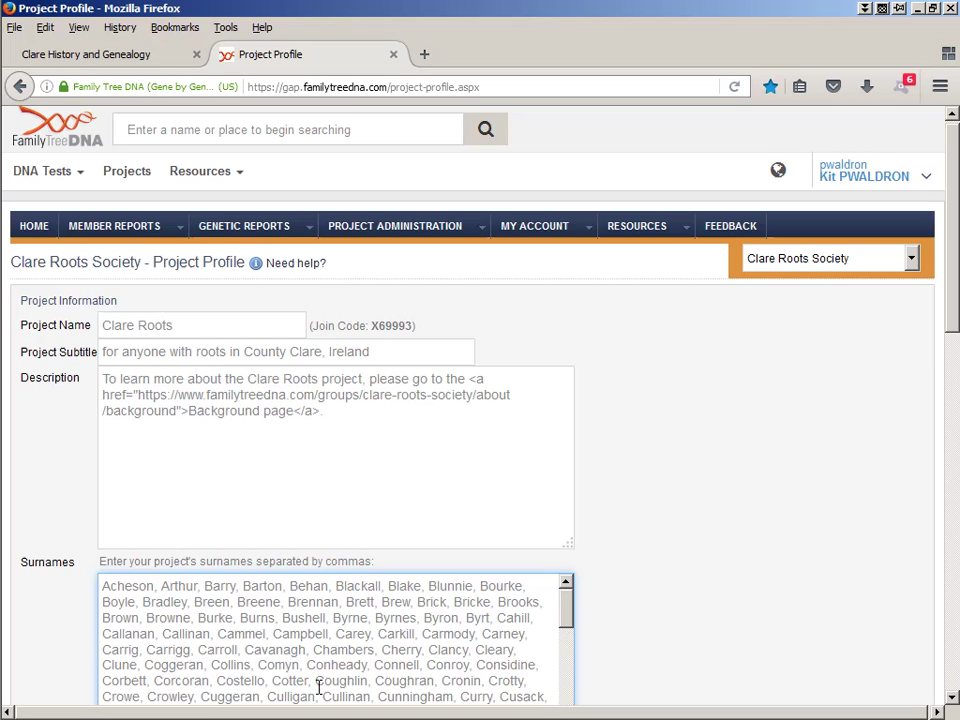 Project Profile - Mozilla Firefox
File Edit View History Bookmarks Tools Help
Clare History and Genealogy
Project Profile
Family Tree DNA (Gene by Gen... (US) https://gap.familytreedna.com/project-profile.aspx
6
FamilyTreeDNA
Enter a name or place to begin searching
DNA Tests Projects Resources
pwaldron
Kit PWALDRON
HOME MEMBER REPORTS GENETIC REPORTS PROJECT ADMINISTRATION MY ACCOUNT RESOURCES FEEDBACK
Clare Roots Society - Project Profile Need help?
Clare Roots Society
Project Information
Project Name Clare Roots (Join Code: X69993)
Project Subtitle for anyone with roots in County Clare, Ireland
Description To learn more about the Clare Roots project, please go to the <a
href="https://www.familytreedna.com/groups/clare-roots-society/about
/background">Background page</a>.
Surnames Enter your project's surnames separated by commas:
Acheson, Arthur, Barry, Barton, Behan, Blackall, Blake, Blunnie, Bourke,
Boyle, Bradley, Breen, Breene, Brennan, Brett, Brew, Brick, Bricke, Brooks,
Brown, Browne, Burke, Burns, Bushell, Byrne, Byrnes, Byron, Byrt, Cahill,
Callanan, Callinan, Cammel, Campbell, Carey, Carkill, Carmody, Carney,
Carrig, Carrigg, Carroll, Cavanagh, Chambers, Cherry, Clancy, Cleary,
Clune, Coggeran, Collins, Comyn, Conheady, Connell, Conroy, Considine,
Corbett, Corcoran, Costello, Cotter, Coughlin, Coughran, Cronin, Crotty,
Crowe, Crowley, Cuggeran, Culligan, Cullinan, Cunningham, Curry, Cusack,